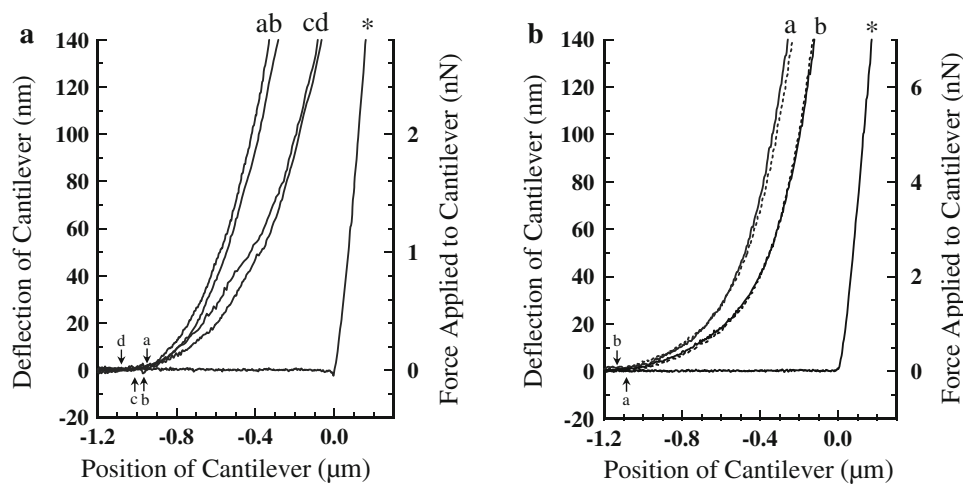 a
ab
cd
*
140
120
100
80
60
40
20
0
-20
Deflection of Cantilever (nm)
2
1
0
Force Applied to Cantilever (nN)
d
a
c
b
-1.2
-0.8
-0.4
0.0
Position of Cantilever (µm)
b
a
b
*
140
120
100
80
60
40
20
0
-20
Deflection of Cantilever (nm)
6
4
2
0
Force Applied to Cantilever (nN)
b
a
-1.2
-0.8
-0.4
0.0
Position of Cantilever (µm)